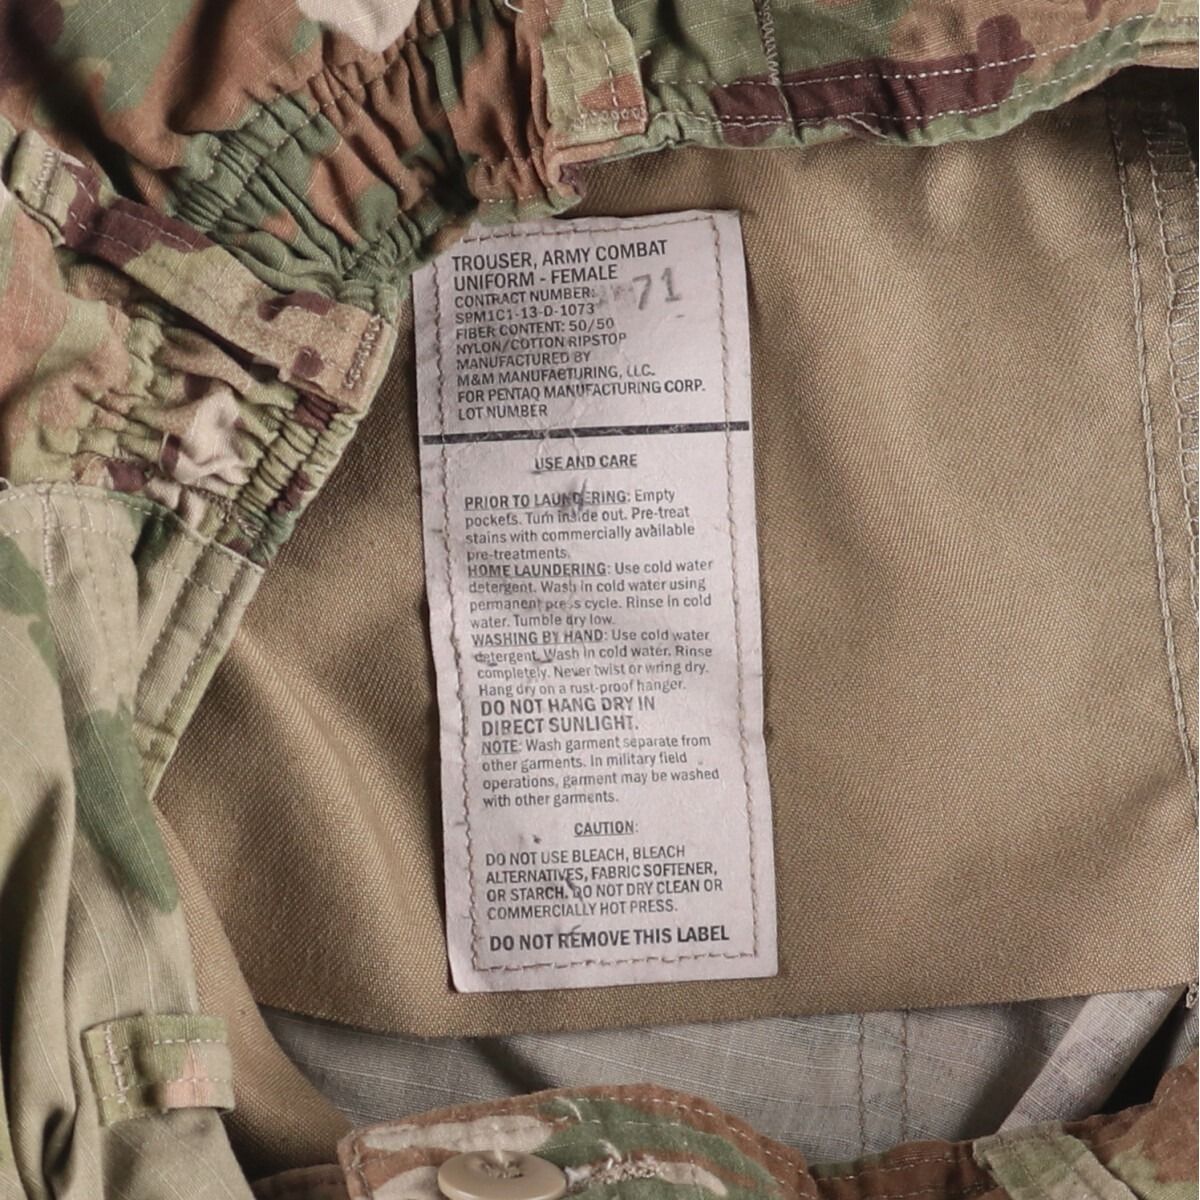 TROUSER, ARMY COMBAT
UNIFORM - FEMALE
CONTRACT NUMBER:
71
SPM1C1-13-D-1073
FIBER CONTENT: 50/50
NYLON/COTTON RIPSTOP
MANUFACTURED BY
M&M MANUFACTURING, LLC.
FOR PENTAQ MANUFACTURING CORP.
LOT NUMBER
USE AND CARE
PRIOR TO LAUNDERING: Empty
pockets. Turn inside out. Pre-treat
stains with commercially available
pre-treatments.
HOME LAUNDERING: Use cold water
detergent. Wash in cold water using
permanent press cycle. Rinse in cold
water. Tumble dry low.
WASHING BY HAND: Use cold water
detergent. Wash in cold water. Rinse
completely. Never twist or wring dry.
Hang dry on a rust-proof hanger.
DO NOT HANG DRY IN
DIRECT SUNLIGHT.
NOTE: Wash garment separate from
other garments. In military field
operations, garment may be washed
with other garments.
CAUTION:
DO NOT USE BLEACH, BLEACH
ALTERNATIVES, FABRIC SOFTENER,
OR STARCH. DO NOT DRY CLEAN OR
COMMERCIALLY HOT PRESS.
DO NOT REMOVE THIS LABEL